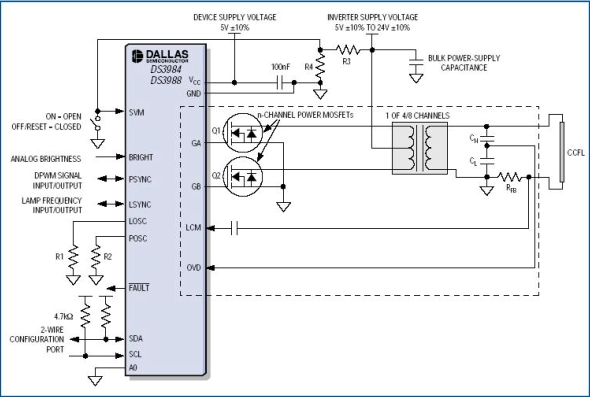 DEVICE SUPPLY VOLTAGE
5V ±10%
INVERTER SUPPLY VOLTAGE
5V ±10% TO 24V ±10%
DALLAS
SEMICONDUCTOR
DS3984
DS3988
R4
R3
100nF
BULK POWER-SUPPLY
CAPACITANCE
VCC
GND
ON = OPEN
OFF/RESET = CLOSED
SVM
n-CHANNEL POWER MOSFETs
1 OF 4/8 CHANNELS
Q1
GA
CH
CL
CCFL
ANALOG BRIGHTNESS
BRIGHT
DPWM SIGNAL
INPUT/OUTPUT
PSYNC
Q2
GB
RFB
LAMP FREQUENCY
INPUT/OUTPUT
LSYNC
LOSC
POSC
LCM
R1
R2
OVD
FAULT
4.7kΩ
2-WIRE
CONFIGURATION
PORT
SDA
SCL
A0